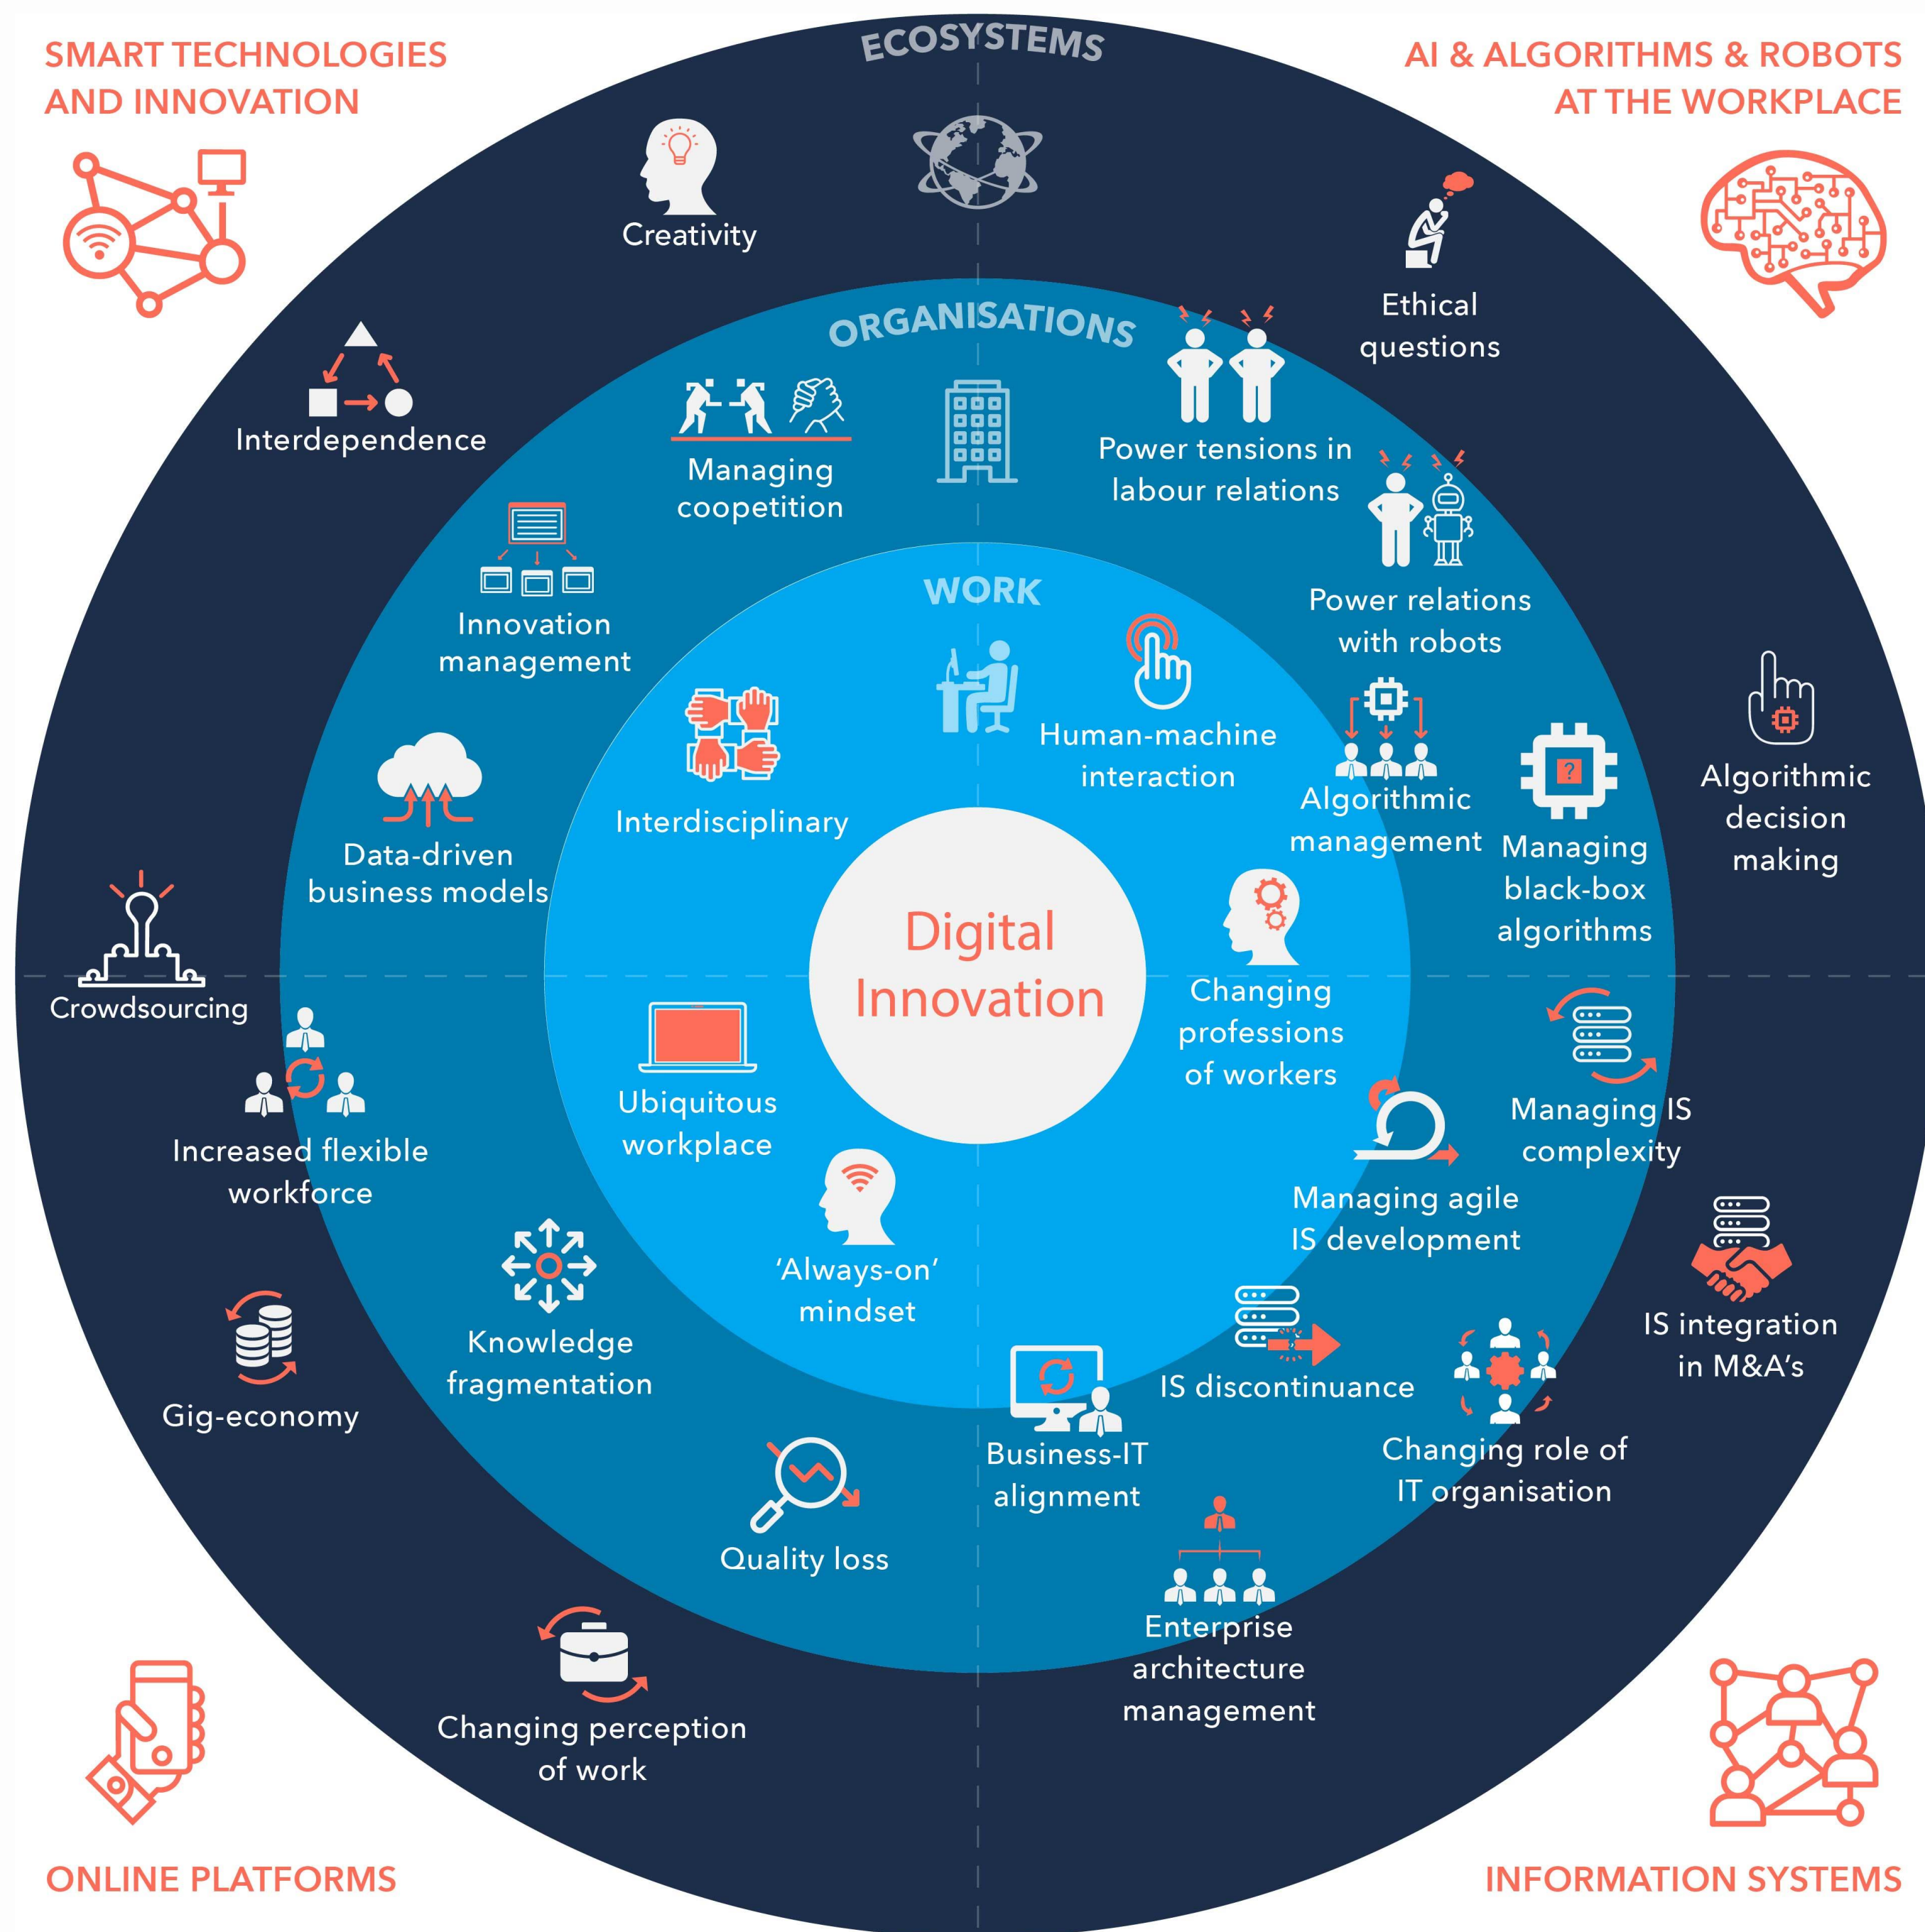 SMART TECHNOLOGIES
AND INNOVATION
ECOSYSTEMS
AI & ALGORITHMS & ROBOTS
AT THE WORKPLACE
Creativity
Ethical
questions
Interdependence
ORGANISATIONS
Managing
coopetition
Power tensions in
labour relations
Innovation
management
WORK
Power relations
with robots
Human-machine
interaction
Interdisciplinary
Algorithmic
management
?
Managing
black-box
algorithms
Algorithmic
decision
making
Data-driven
business models
Digital
Innovation
Crowdsourcing
Changing
professions
of workers
Ubiquitous
workplace
Increased flexible
workforce
Managing IS
complexity
Managing agile
IS development
'Always-on'
mindset
Knowledge
fragmentation
IS integration
in M&A's
IS discontinuance
Gig-economy
Business-IT
alignment
Changing role of
IT organisation
Quality loss
Enterprise
architecture
management
Changing perception
of work
ONLINE PLATFORMS
INFORMATION SYSTEMS